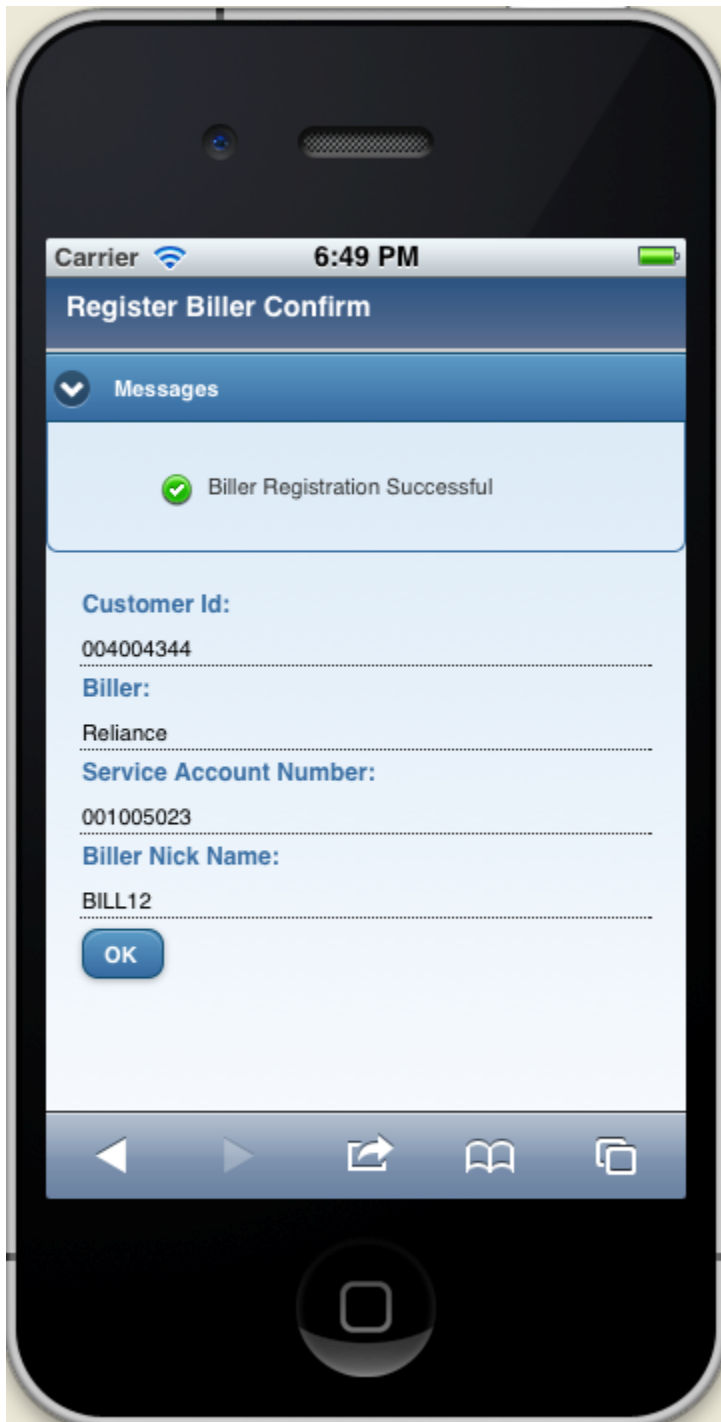 Carrier 6:49 PM
Register Biller Confirm
Messages
Biller Registration Successful
Customer Id:
004004344
Biller:
Reliance
Service Account Number:
001005023
Biller Nick Name:
BILL12
OK